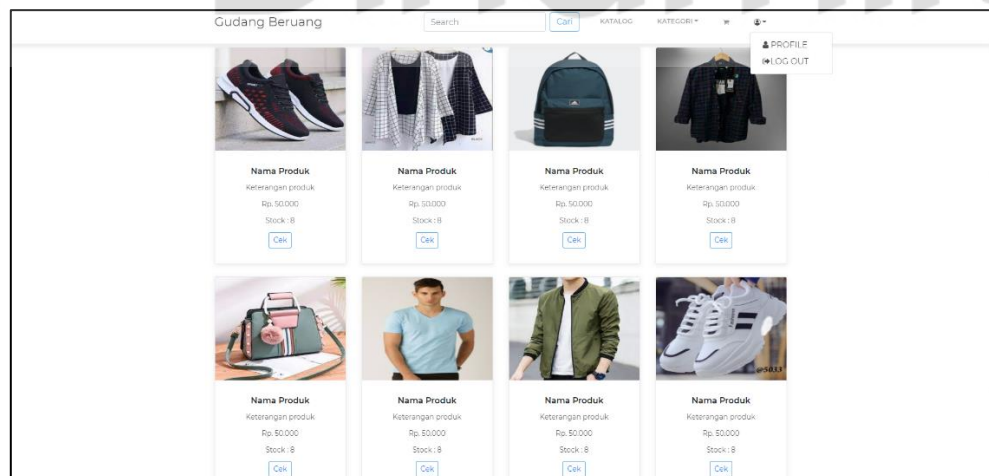 Gudang Beruang
Search
Cari
KATALOG
KATEGORI
PROFILE
LOG OUT
Nama Produk
Keterangan produk
Rp. 50.000
Stock : 8
Cek
Nama Produk
Keterangan produk
Rp. 50.000
Stock : 8
Cek
Nama Produk
Keterangan produk
Rp. 50.000
Stock : 8
Cek
Nama Produk
Keterangan produk
Rp. 50.000
Stock : 8
Cek
@5033
Nama Produk
Keterangan produk
Rp. 50.000
Stock : 8
Cek
Nama Produk
Keterangan produk
Rp. 50.000
Stock : 8
Cek
Nama Produk
Keterangan produk
Rp. 50.000
Stock : 8
Cek
Nama Produk
Keterangan produk
Rp. 50.000
Stock : 8
Cek